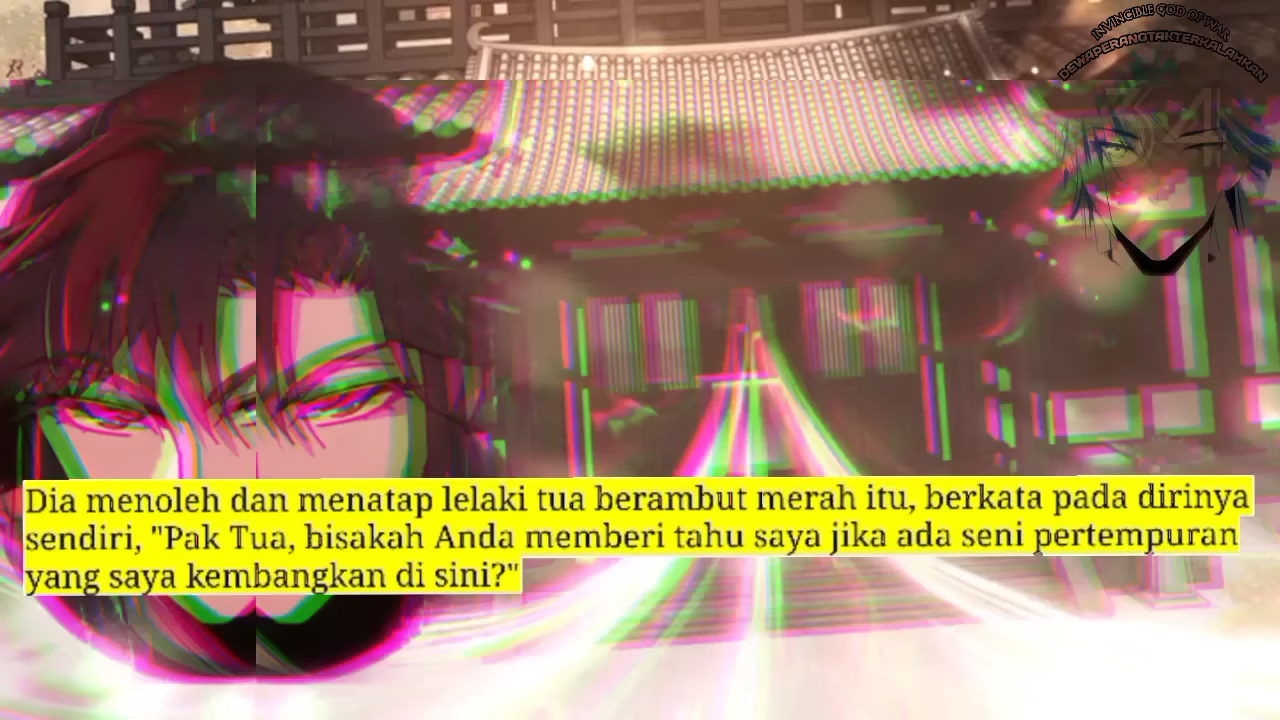 INVINCIBLE GOD OF WAR
DEWAPERANGTAKTERKALAHKAN
34
Dia menoleh dan menatap lelaki tua berambut merah itu, berkata pada dirinya
sendiri, "Pak Tua, bisakah Anda memberi tahu saya jika ada seni pertempuran
yang saya kembangkan di sini?"